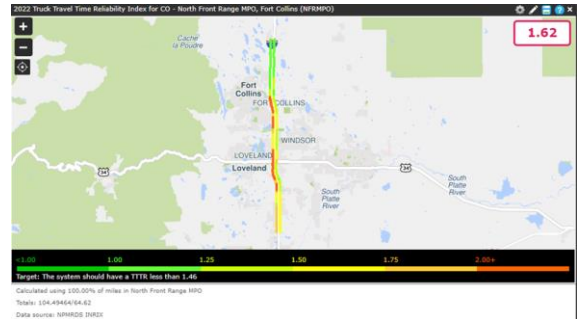 2022 Truck Travel Time Reliability Index for CO - North Front Range MPO, Fort Collins (NFRMPO)
1.62
Cache
la Poudre
Fort
Collins
FORT COLLINS
WINDSOR
LOVELAND
Loveland
34
34
South
Platte
River
South
Platte
River
<1.00 1.00 1.25 1.50 1.75 2.00+
Target: The system should have a TTTR less than 1.46
Calculated using 100.00% of miles in North Front Range MPO
Totals: 104.49464/64.62
Data source: NPMRDS INRIX